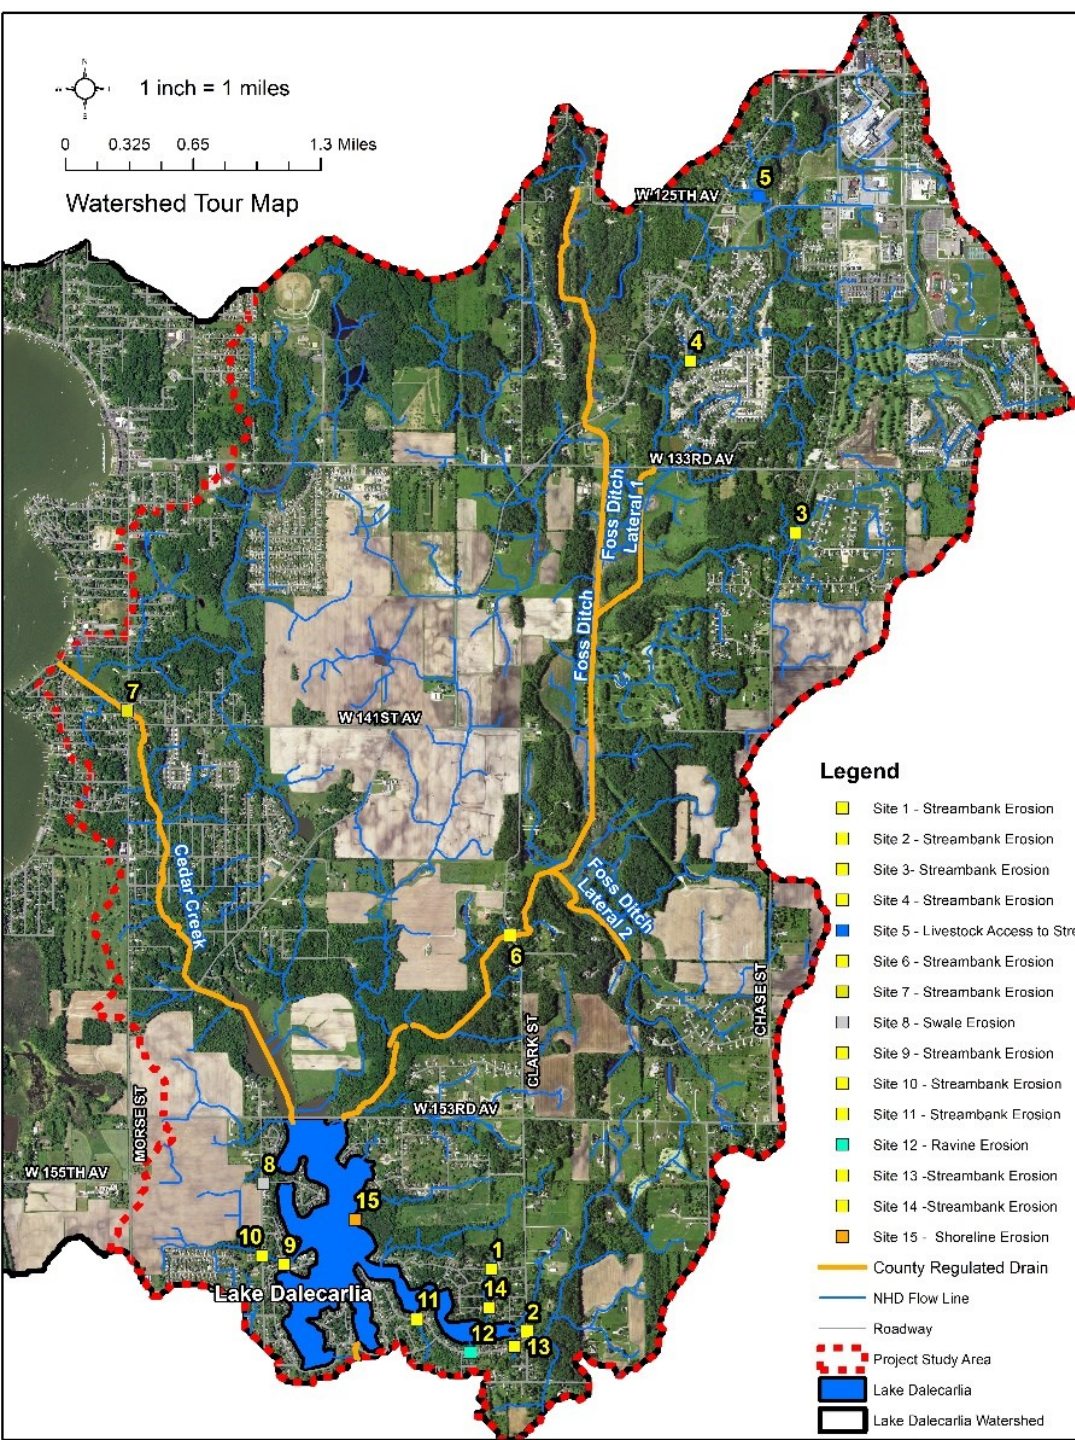 N
1 inch = 1 miles
0 0.325 0.65 1.3 Miles
Watershed Tour Map
W 125TH AV
5
4
W 133RD AV
Foss Ditch
Lateral 1
3
Foss Ditch
7
W 141ST AV
Cedar Creek
Foss Ditch
Lateral 2
6
CHASE ST
CLARK ST
MORSE ST
W 153RD AV
W 155TH AV
8
15
10
9
1
Lake Dalecarlia
14
11
2
12
13
Legend
Site 1 - Streambank Erosion
Site 2 - Streambank Erosion
Site 3- Streambank Erosion
Site 4 - Streambank Erosion
Site 5 - Livestock Access to Stre
Site 6 - Streambank Erosion
Site 7 - Streambank Erosion
Site 8 - Swale Erosion
Site 9 - Streambank Erosion
Site 10 - Streambank Erosion
Site 11 - Streambank Erosion
Site 12 - Ravine Erosion
Site 13 -Streambank Erosion
Site 14 -Streambank Erosion
Site 15 - Shoreline Erosion
County Regulated Drain
NHD Flow Line
Roadway
Project Study Area
Lake Dalecarlia
Lake Dalecarlia Watershed